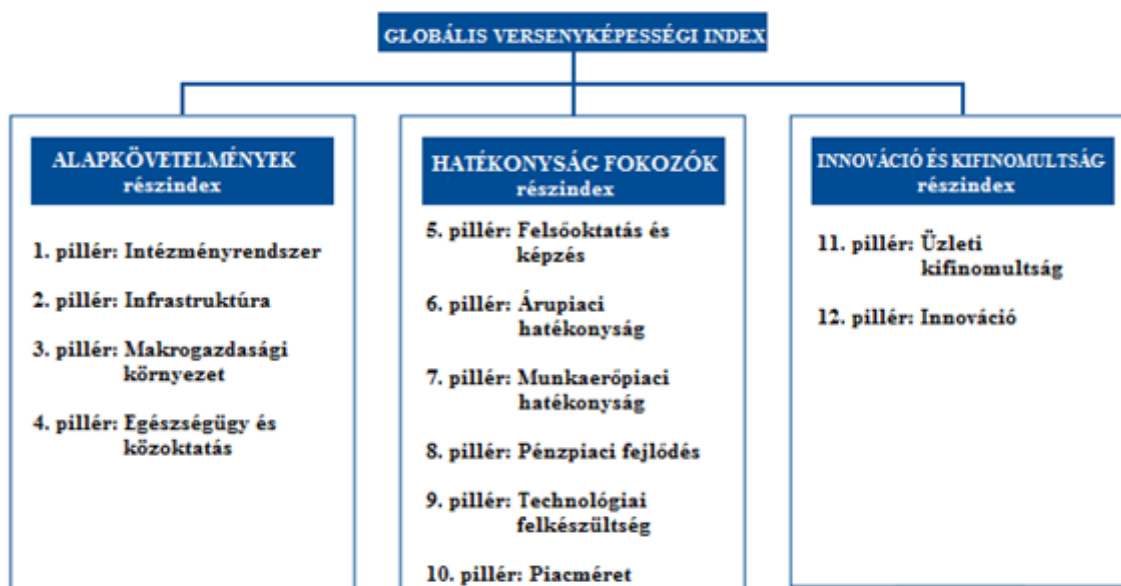 GLOBÁLIS VERSENYKÉPESSÉGI INDEX
ALAPKÖVETELMÉNYEK
részindex
1. pillér: Intézményrendszer
2. pillér: Infrastruktúra
3. pillér: Makrogazdasági
környezet
4. pillér: Egészségügy és
közoktatás
HATÉKONYSÁG FOKOZÓK
részindex
5. pillér: Felsőoktatás és
képzés
6. pillér: Árupiaci
hatékonyság
7. pillér: Munkaerőpiaci
hatékonyság
8. pillér: Pénzpiaci fejlődés
9. pillér: Technológiai
felkészültség
10. pillér: Piacméret
INNOVÁCIÓ ÉS KIFINOMULTSÁG
részindex
11. pillér: Üzleti
kifinomultság
12. pillér: Innováció